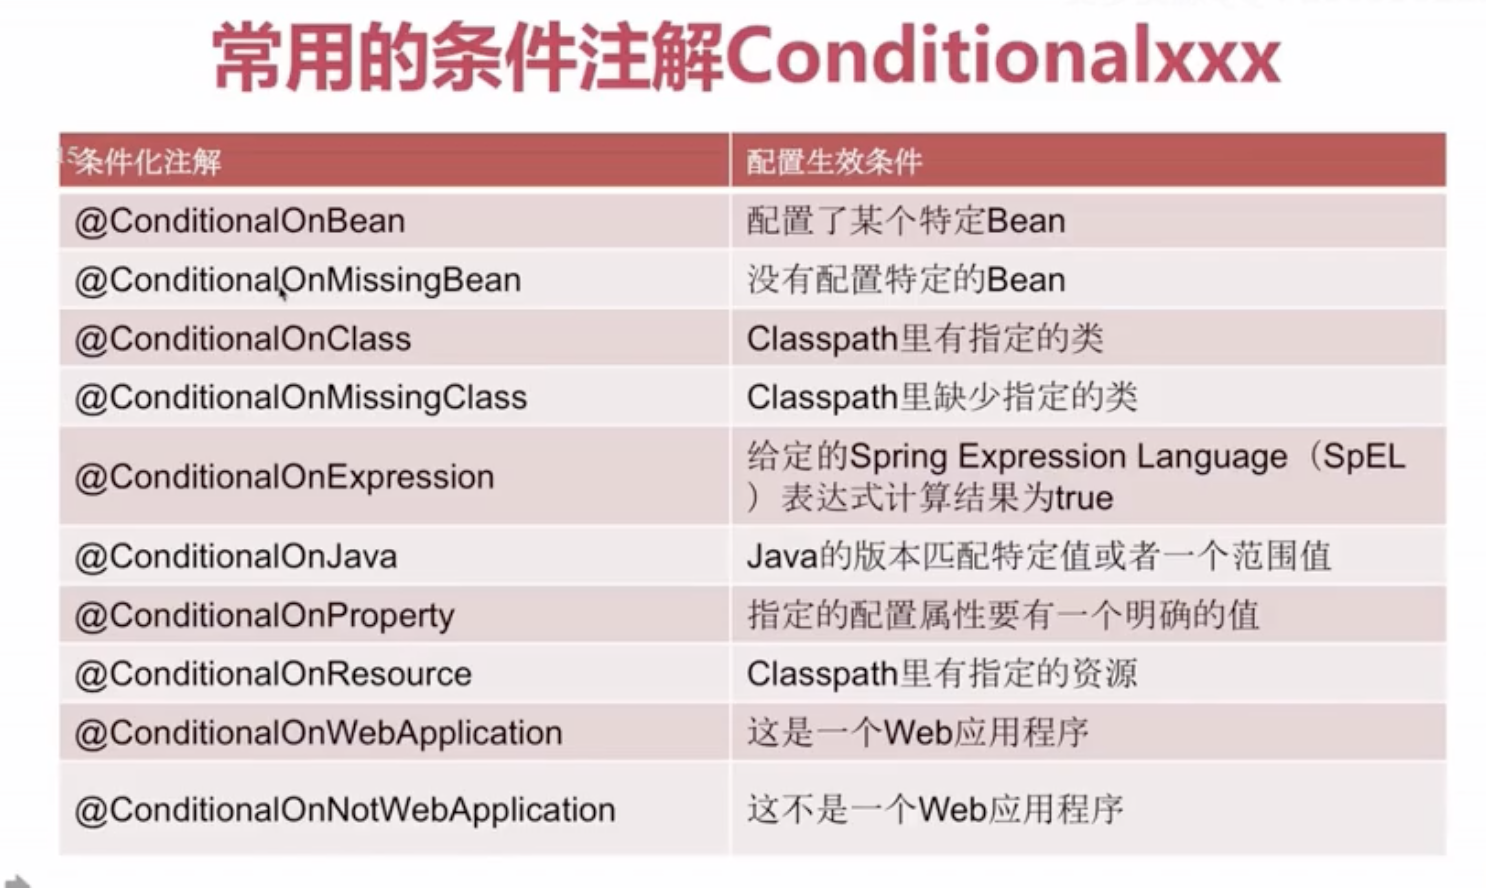 常用的条件注解Conditionalxxx
15
条件化注解
配置生效条件
@ConditionalOnBean
配置了某个特定Bean
@ConditionalOnMissingBean
没有配置特定的Bean
@ConditionalOnClass
Classpath里有指定的类
@ConditionalOnMissingClass
Classpath里缺少指定的类
@ConditionalOnExpression
给定的Spring Expression Language（SpEL
）表达式计算结果为true
@ConditionalOnJava
Java的版本匹配特定值或者一个范围值
@ConditionalOnProperty
指定的配置属性要有一个明确的值
@ConditionalOnResource
Classpath里有指定的资源
@ConditionalOnWebApplication
这是一个Web应用程序
@ConditionalOnNotWebApplication
这不是一个Web应用程序